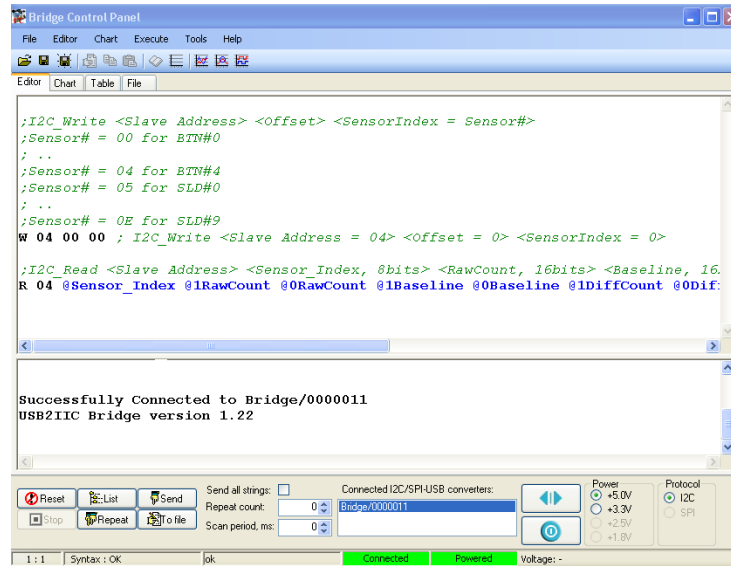 Bridge Control Panel
File Editor Chart Execute Tools Help
Editor Chart Table File
;I2C_Write <Slave Address> <Offset> <SensorIndex = Sensor#>
;Sensor# = 00 for BTN#0
; ..
;Sensor# = 04 for BTN#4
;Sensor# = 05 for SLD#0
; ..
;Sensor# = 0E for SLD#9
W 04 00 00 ; I2C_Write <Slave Address = 04> <Offset = 0> <SensorIndex = 0>
;I2C_Read <Slave Address> <Sensor_Index, 8bits> <RawCount, 16bits> <Baseline, 16
R 04 @Sensor_Index @1RawCount @0RawCount @1Baseline @0Baseline @1DiffCount @0Dif
Successfully Connected to Bridge/0000011
USB2IIC Bridge version 1.22
Reset List Send Send all strings: Connected I2C/SPI-USB converters: Power Protocol
Stop Repeat To file Repeat count: 0 Bridge/0000011 +5.0V I2C
Scan period, ms: 0 +3.3V SPI
+2.5V
+1.8V
1 : 1 Syntax : OK ok Connected Powered Voltage: -